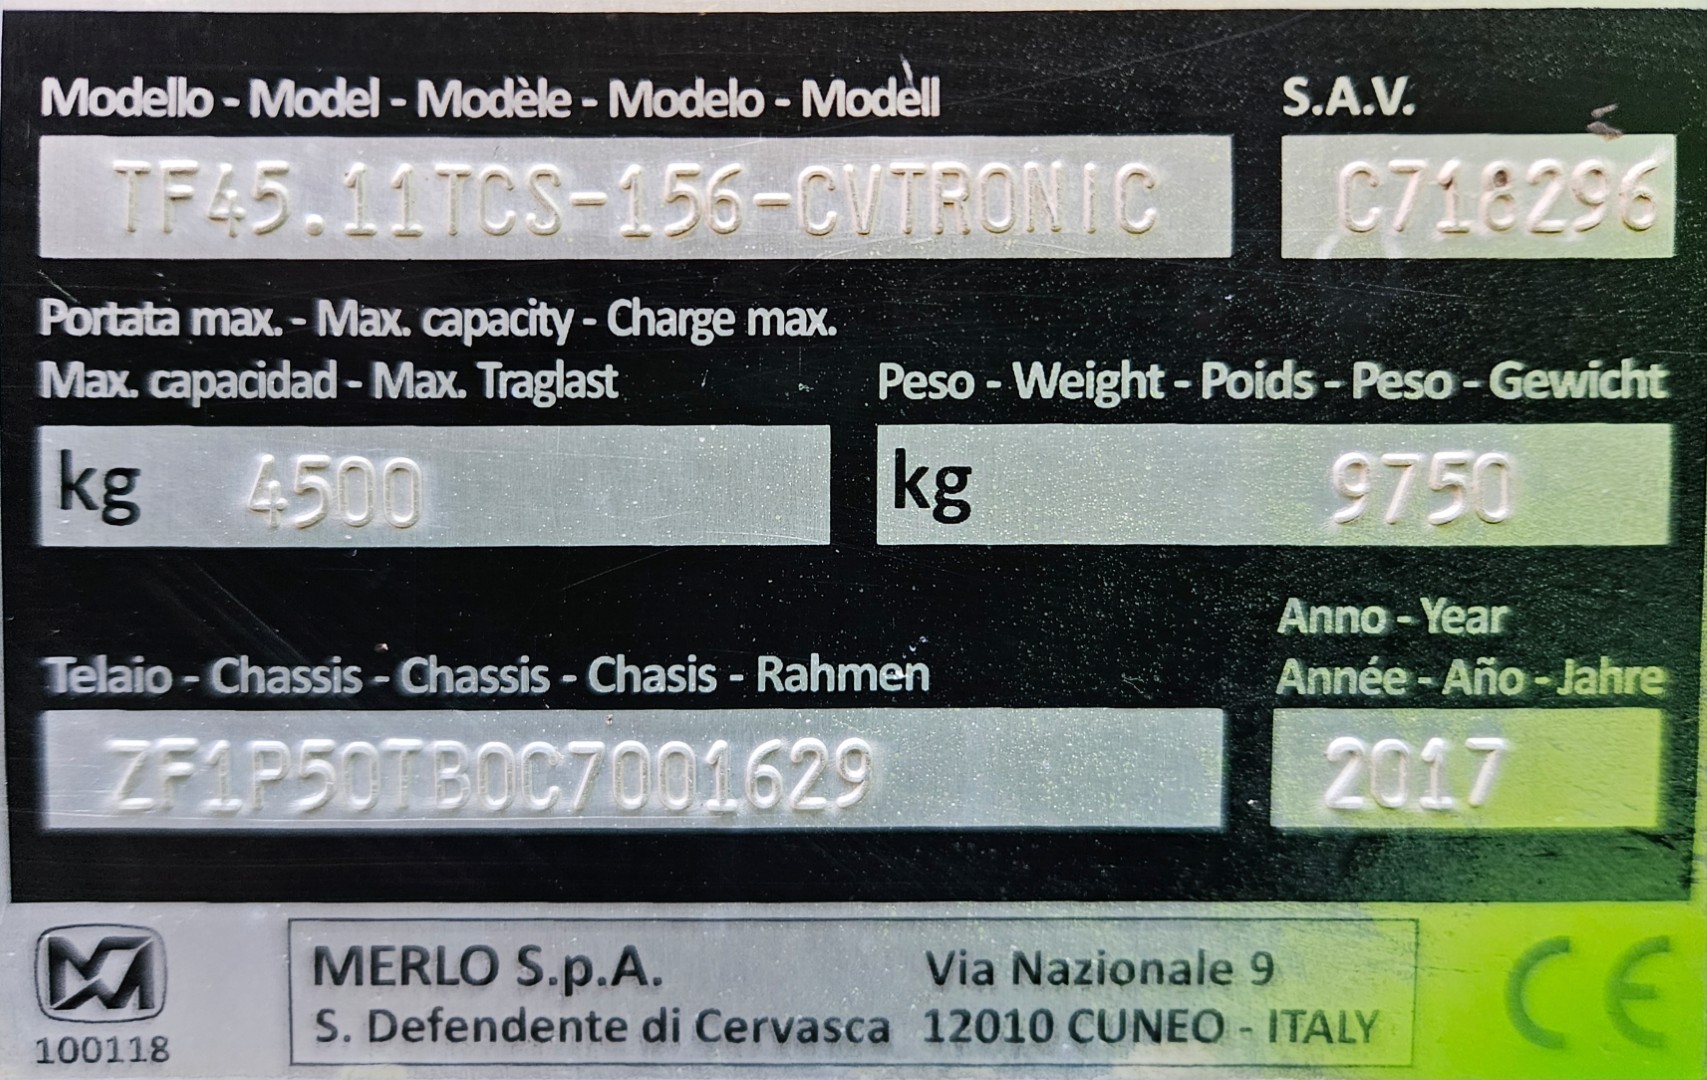 Modello - Model - Modèle - Modelo - Modèll
S.A.V.
TF45.11TCS-156-CVTRONIC
C718296
Portata max. - Max. capacity - Charge max.
Max. capacidad - Max. Traglast
Peso - Weight - Poids - Peso - Gewicht
kg 4500
kg 9750
Telaio - Chassis - Chassis - Chasis - Rahmen
Anno - Year
Année - Año - Jahre
ZF1P50TB0C7001629
2017
100118
MERLO S.p.A.
S. Defendente di Cervasca
Via Nazionale 9
12010 CUNEO - ITALY
CE